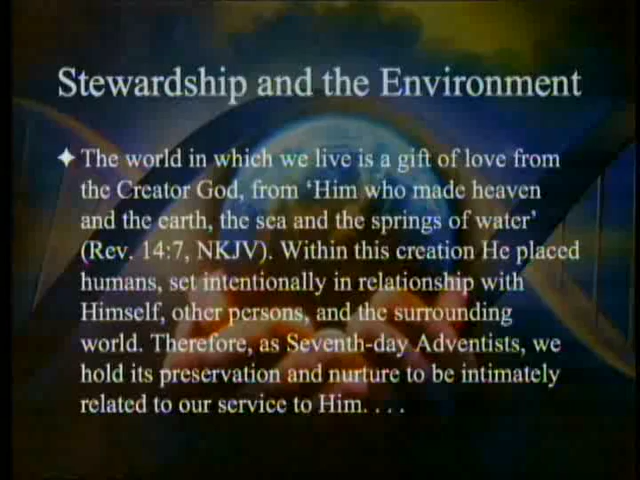 Stewardship and the Environment
The world in which we live is a gift of love from
the Creator God, from ‘Him who made heaven
and the earth, the sea and the springs of water’
(Rev. 14:7, NKJV). Within this creation He placed
humans, set intentionally in relationship with
Himself, other persons, and the surrounding
world. Therefore, as Seventh-day Adventists, we
hold its preservation and nurture to be intimately
related to our service to Him. . . .